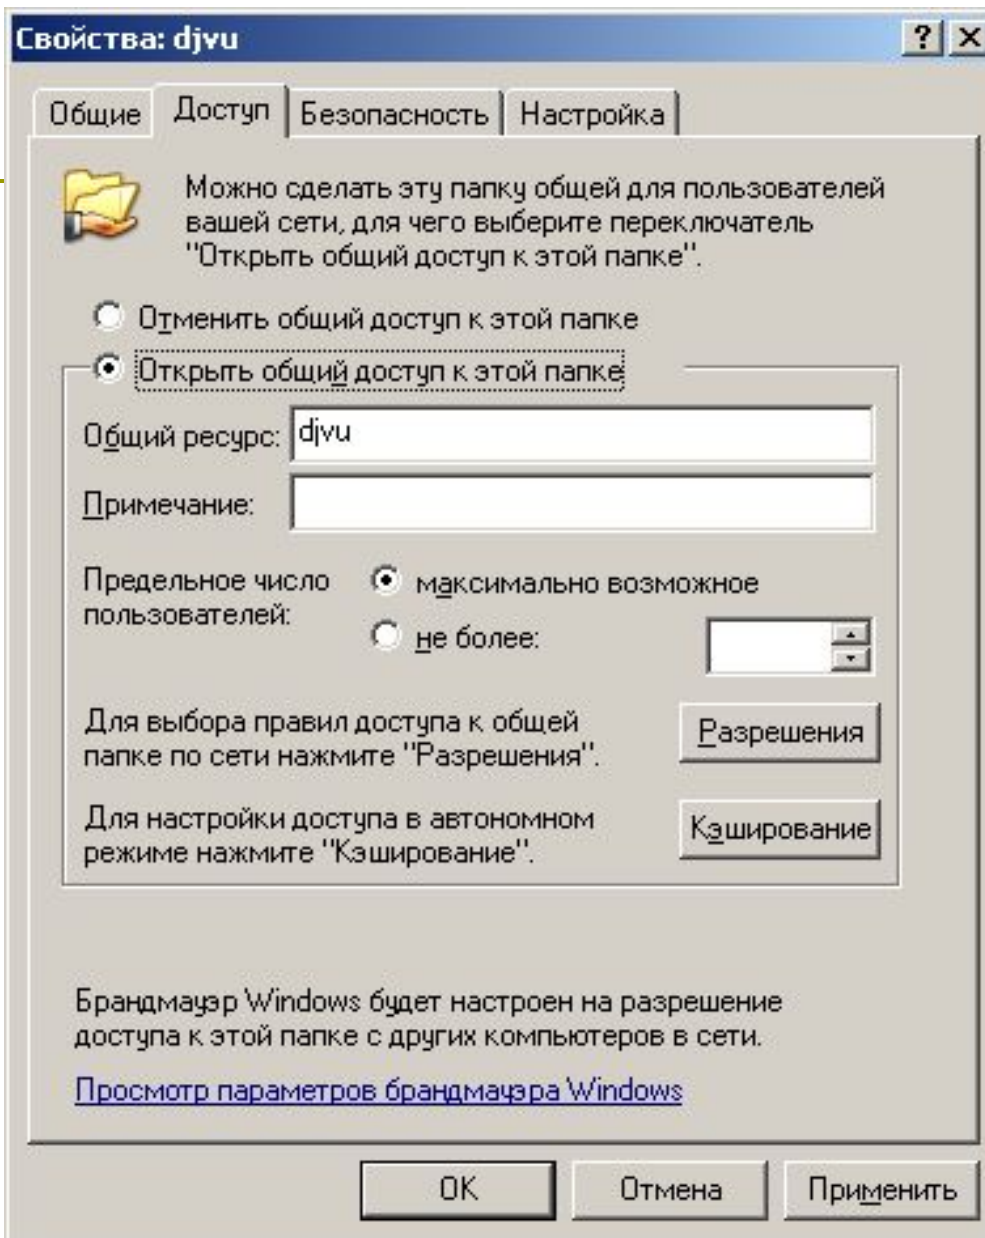 Свойства: djvu
Общие
Доступ
Безопасность
Настройка
Можно сделать эту папку общей для пользователей
вашей сети, для чего выберите переключатель
"Открыть общий доступ к этой папке".
Отменить общий доступ к этой папке
Открыть общий доступ к этой папке
Общий ресурс: djvu
Примечание:
Предельное число
пользователей:
максимально возможное
не более:
Для выбора правил доступа к общей
папке по сети нажмите "Разрешения".
Разрешения
Для настройки доступа в автономном
режиме нажмите "Кэширование".
Кэширование
Брандмауэр Windows будет настроен на разрешение
доступа к этой папке с других компьютеров в сети.
Просмотр параметров брандмауэра Windows
OK
Отмена
Применить